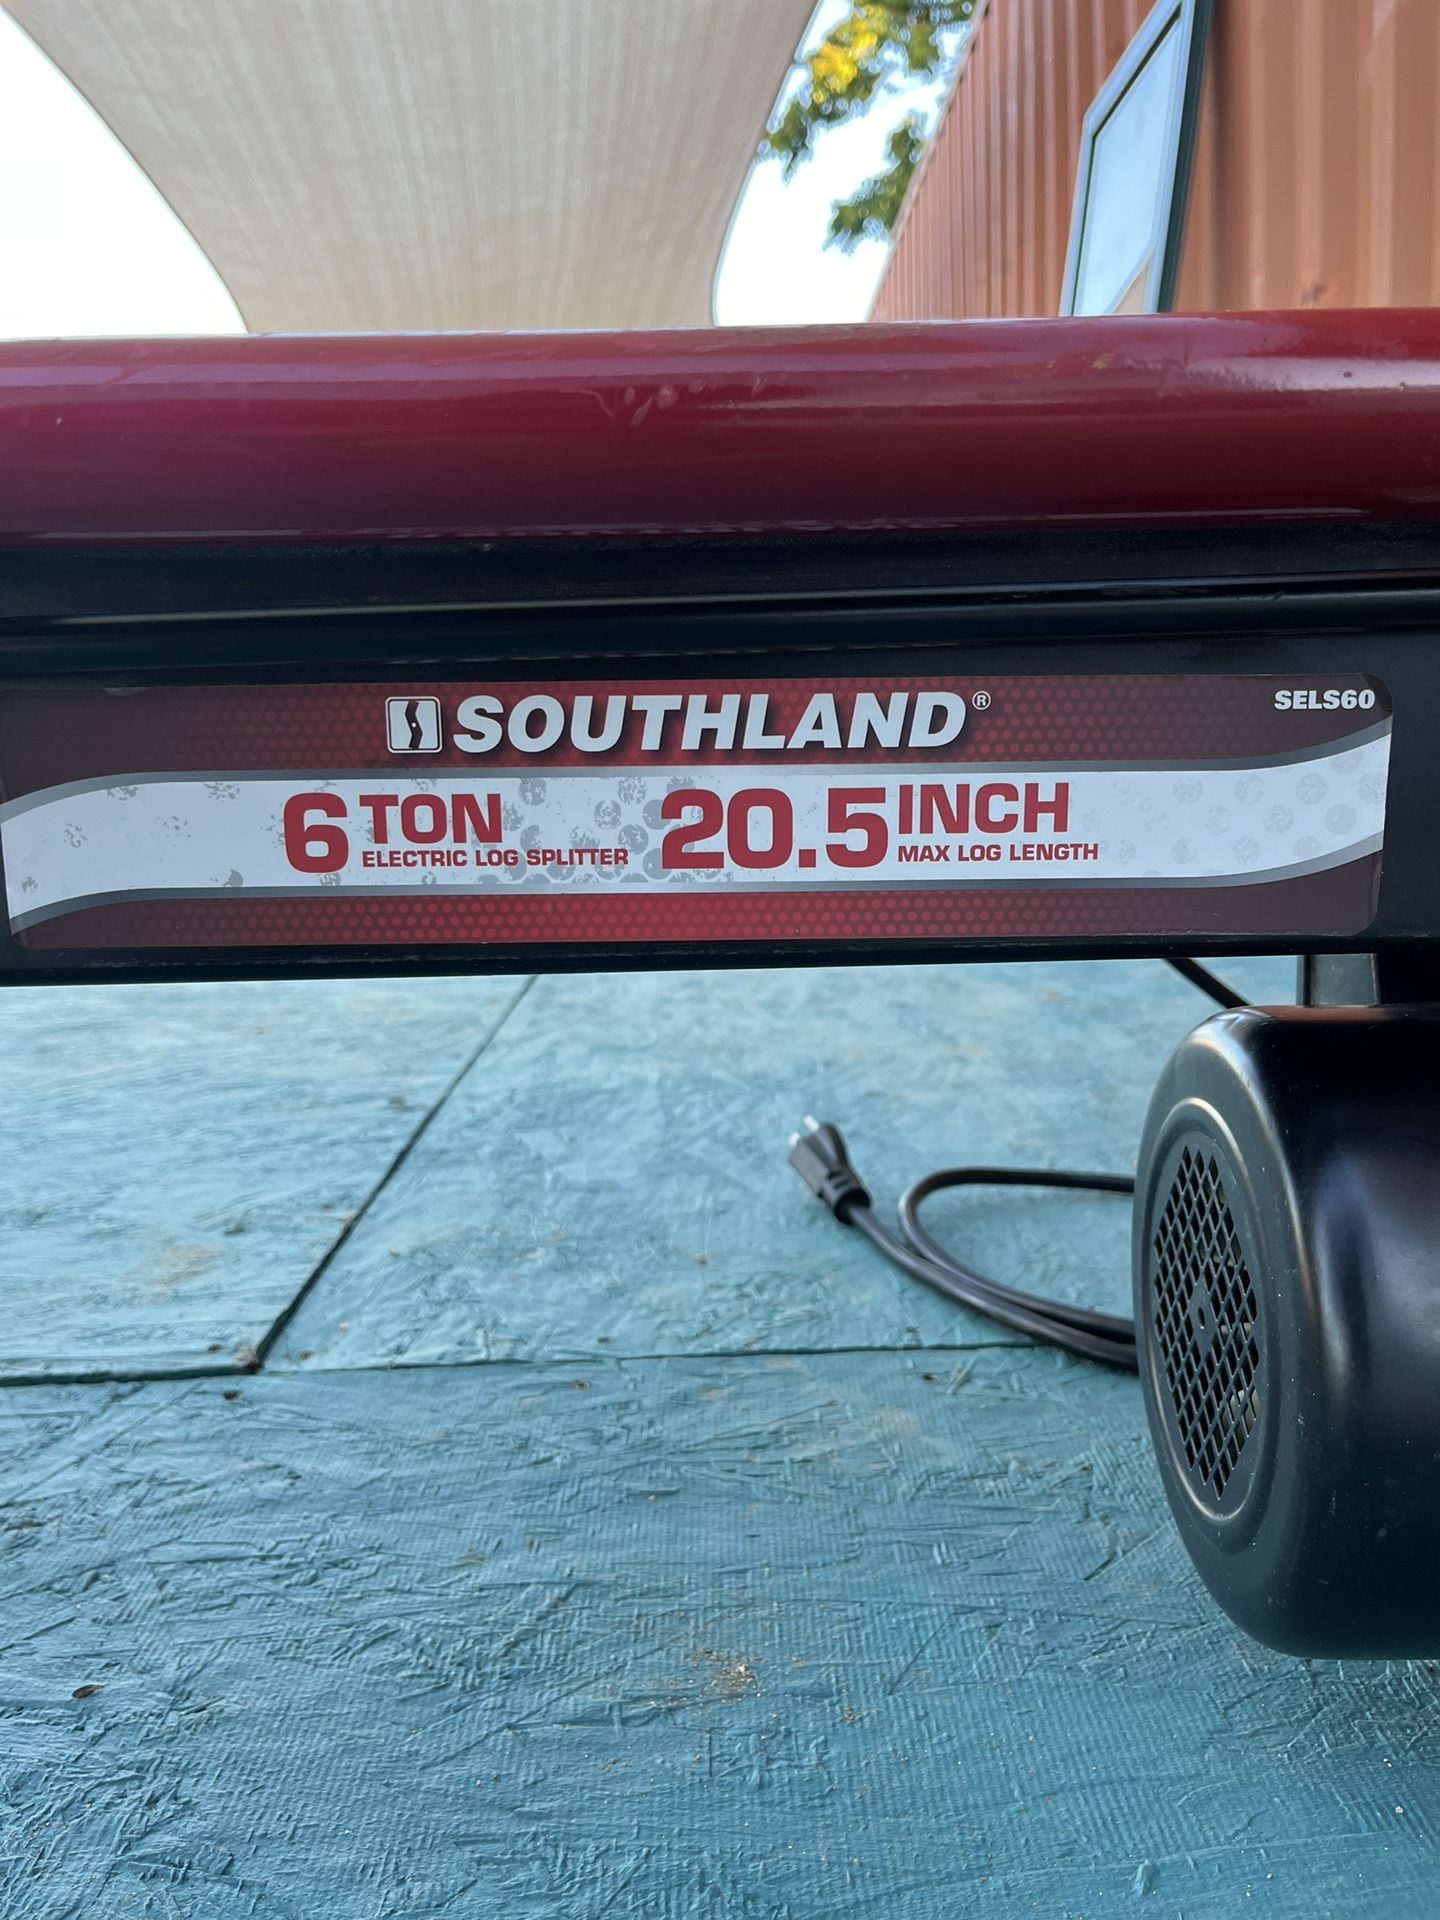 SOUTHLAND® SELS60
6 TON 20.5 INCH
ELECTRIC LOG SPLITTER MAX LOG LENGTH